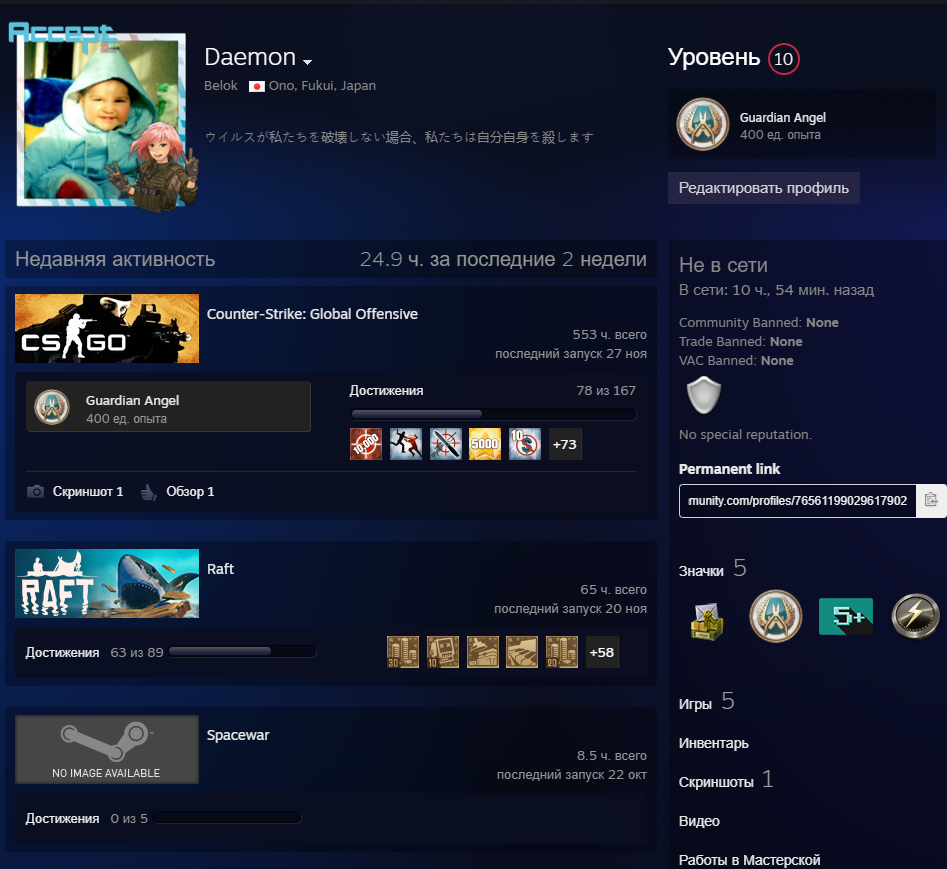 Accept
Daemon
Belok Ono, Fukui, Japan
ウイルスが私たちを破壊しない場合、私たちは自分自身を殺します
Уровень 10
Guardian Angel
400 ед. опыта
Редактировать профиль
Недавняя активность 24.9 ч. за последние 2 недели
CS GO
Counter-Strike: Global Offensive
553 ч. всего
последний запуск 27 ноя
Guardian Angel
400 ед. опыта
Достижения 78 из 167
10,000
5000
10
+73
Скриншот 1 Обзор 1
RAFT
Raft
65 ч. всего
последний запуск 20 ноя
Достижения 63 из 89
30
10
20
+58
NO IMAGE AVAILABLE
Spacewar
8.5 ч. всего
последний запуск 22 окт
Достижения 0 из 5
Не в сети
В сети: 10 ч., 54 мин. назад
Community Banned: None
Trade Banned: None
VAC Banned: None
No special reputation.
Permanent link
munity.com/profiles/76561199029617902
Значки 5
5+
Игры 5
Инвентарь
Скриншоты 1
Видео
Работы в Мастерской